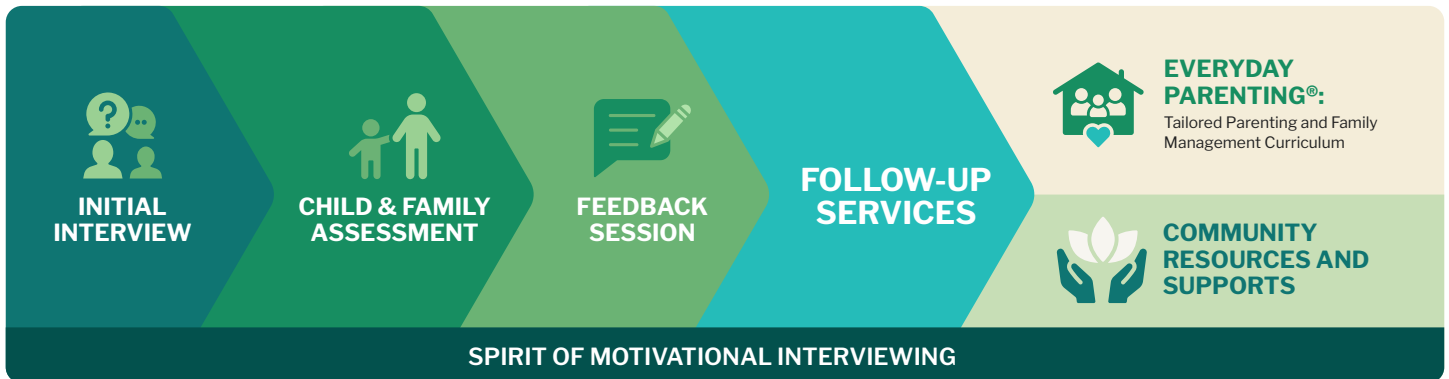 INITIAL
INTERVIEW
CHILD & FAMILY
ASSESSMENT
FEEDBACK
SESSION
FOLLOW-UP
SERVICES
EVERYDAY
PARENTING®:
Tailored Parenting and Family
Management Curriculum
COMMUNITY
RESOURCES AND
SUPPORTS
SPIRIT OF MOTIVATIONAL INTERVIEWING